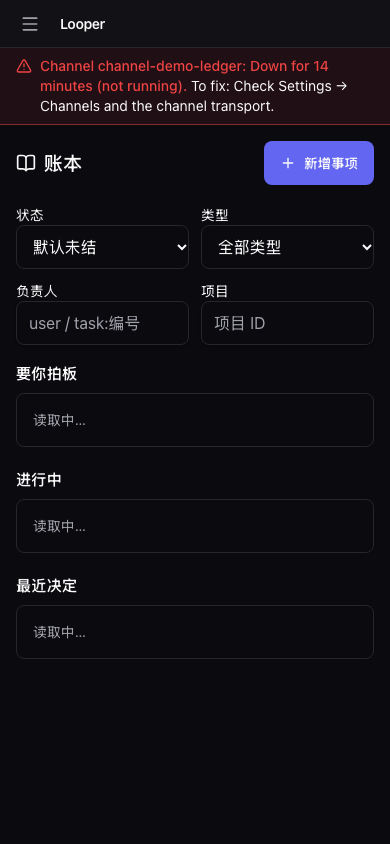 Looper
Channel channel-demo-ledger: Down for 14
minutes (not running). To fix: Check Settings →
Channels and the channel transport.
账本
+ 新增事项
状态
类型
默认未结
全部类型
负责人
项目
user / task:编号
项目 ID
要你拍板
读取中...
进行中
读取中...
最近决定
读取中...